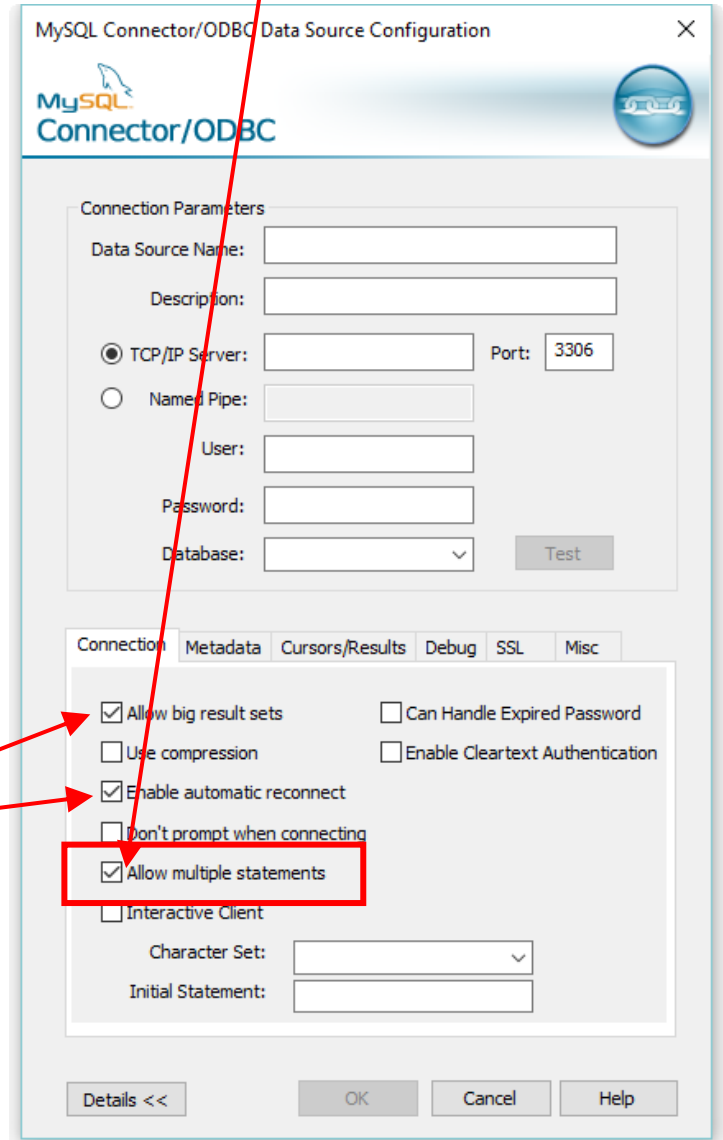 MySQL Connector/ODBC Data Source Configuration
MySQL
Connector/ODBC
Connection Parameters
Data Source Name:
Description:
TCP/IP Server: Port: 3306
Named Pipe:
User:
Password:
Database: Test
Connection Metadata Cursors/Results Debug SSL Misc
Allow big result sets Can Handle Expired Password
Use compression Enable Cleartext Authentication
Enable automatic reconnect
Don't prompt when connecting
Allow multiple statements
Interactive Client
Character Set:
Initial Statement:
Details << OK Cancel Help